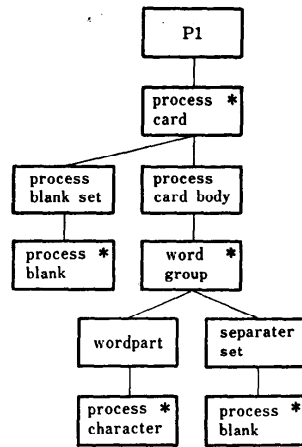 P1
process *
card
process
blank set
process
card body
process *
blank
word *
group
wordpart
separater
set
process *
character
process *
blank